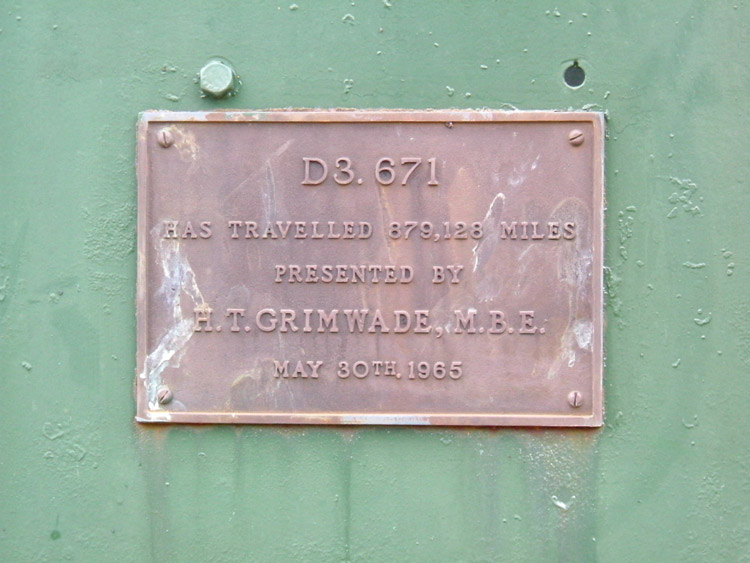 D3. 671
HAS TRAVELLED 879,128 MILES
PRESENTED BY
H.T. GRIMWADE, M.B.E.
MAY 30TH. 1965